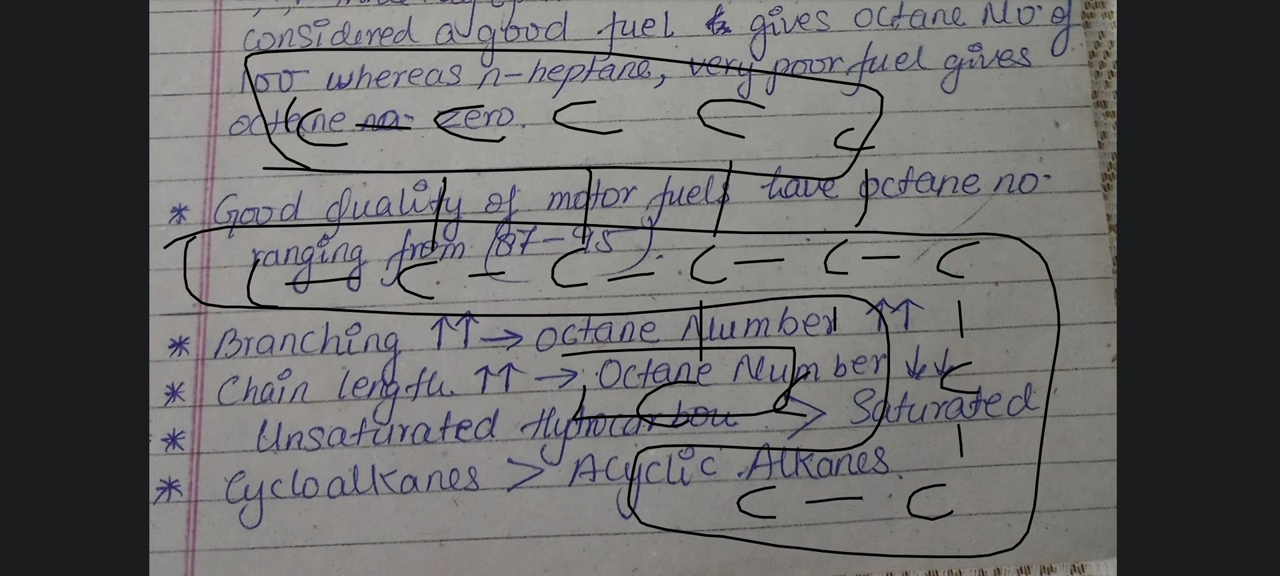 considered a good fuel & gives octane No. of
100 whereas n-heptane, very poor fuel gives
octane no. zero.
C C C C
* Good quality of motor fuels have octane no.
ranging from (87-95).
C - C - C - C - C - C
* Branching ↑↑ → Octane Number ↑↑
* Chain length ↑↑ → Octane Number ↓↓
C C
* Unsaturated Hydrocarbon > Saturated
* Cycloalkanes > Acyclic Alkanes.
C - C